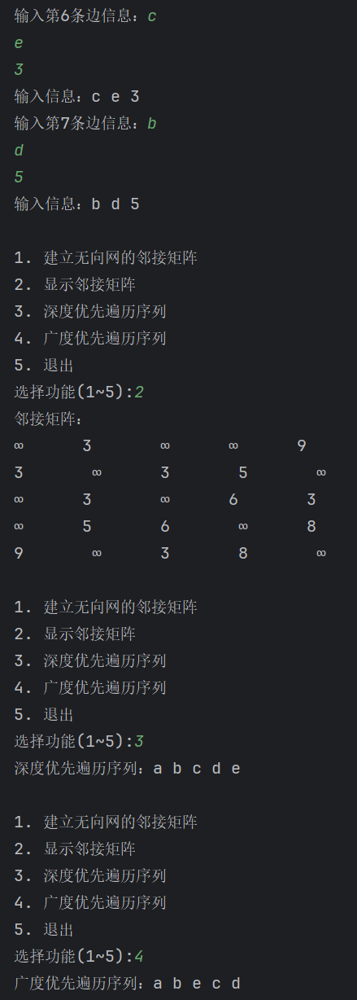 输入第6条边信息：c
e
3
输入信息：c e 3
输入第7条边信息：b
d
5
输入信息：b d 5
1. 建立无向网的邻接矩阵
2. 显示邻接矩阵
3. 深度优先遍历序列
4. 广度优先遍历序列
5. 退出
选择功能(1~5):2
邻接矩阵：
∞ 3 ∞ ∞ 9
3 ∞ 3 5 ∞
∞ 3 ∞ 6 3
∞ 5 6 ∞ 8
9 ∞ 3 8 ∞
1. 建立无向网的邻接矩阵
2. 显示邻接矩阵
3. 深度优先遍历序列
4. 广度优先遍历序列
5. 退出
选择功能(1~5):3
深度优先遍历序列：a b c d e
1. 建立无向网的邻接矩阵
2. 显示邻接矩阵
3. 深度优先遍历序列
4. 广度优先遍历序列
5. 退出
选择功能(1~5):4
广度优先遍历序列：a b e c d